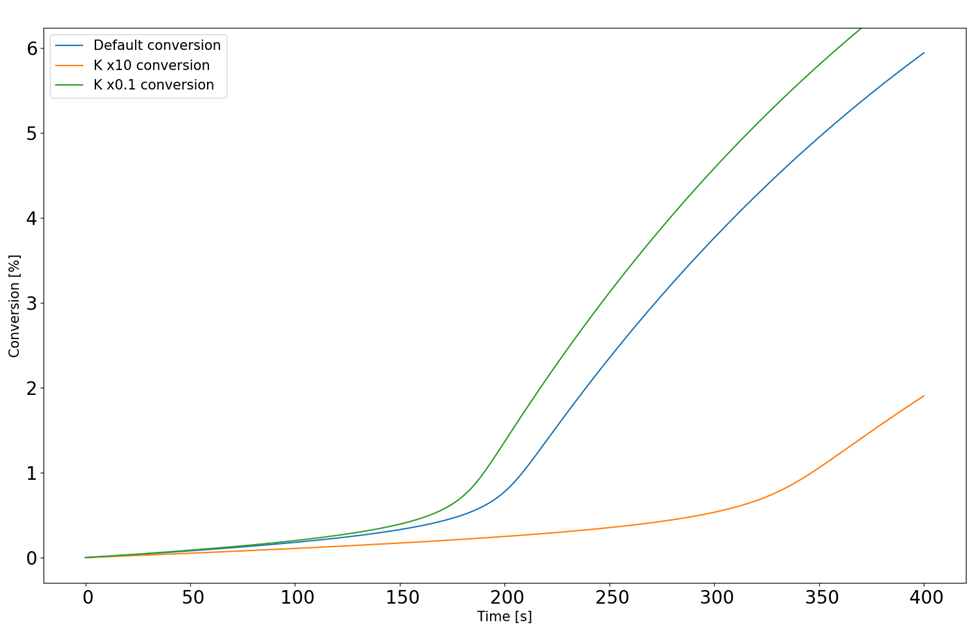 Default conversion
K x10 conversion
K x0.1 conversion
6
5
4
3
2
1
0
Conversion [%]
0 50 100 150 200 250 300 350 400
Time [s]